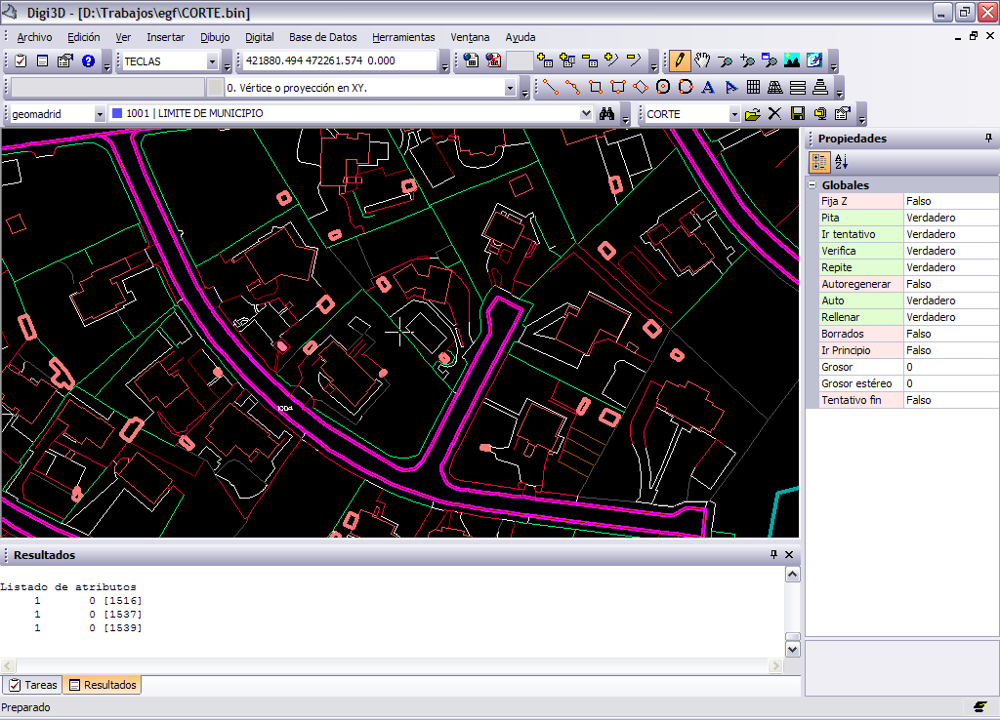 Digi3D - [D:\Trabajos\egf\CORTE.bin]
Archivo Edición Ver Insertar Dibujo Digital Base de Datos Herramientas Ventana Ayuda
TECLAS 421880.494 472261.574 0.000
0. Vértice o proyección en XY.
geomadrid 1001 | LIMITE DE MUNICIPIO CORTE
Propiedades
Globales
Fija Z Falso
Pita Verdadero
Ir tentativo Verdadero
Verifica Verdadero
Repite Verdadero
Autoregenerar Falso
Auto Verdadero
Rellenar Verdadero
Borrados Falso
Ir Principio Falso
Grosor 0
Grosor estéreo 0
Tentativo fin Falso
1004
Resultados
Listado de atributos
1 0 [1516]
1 0 [1537]
1 0 [1539]
Tareas Resultados
Preparado